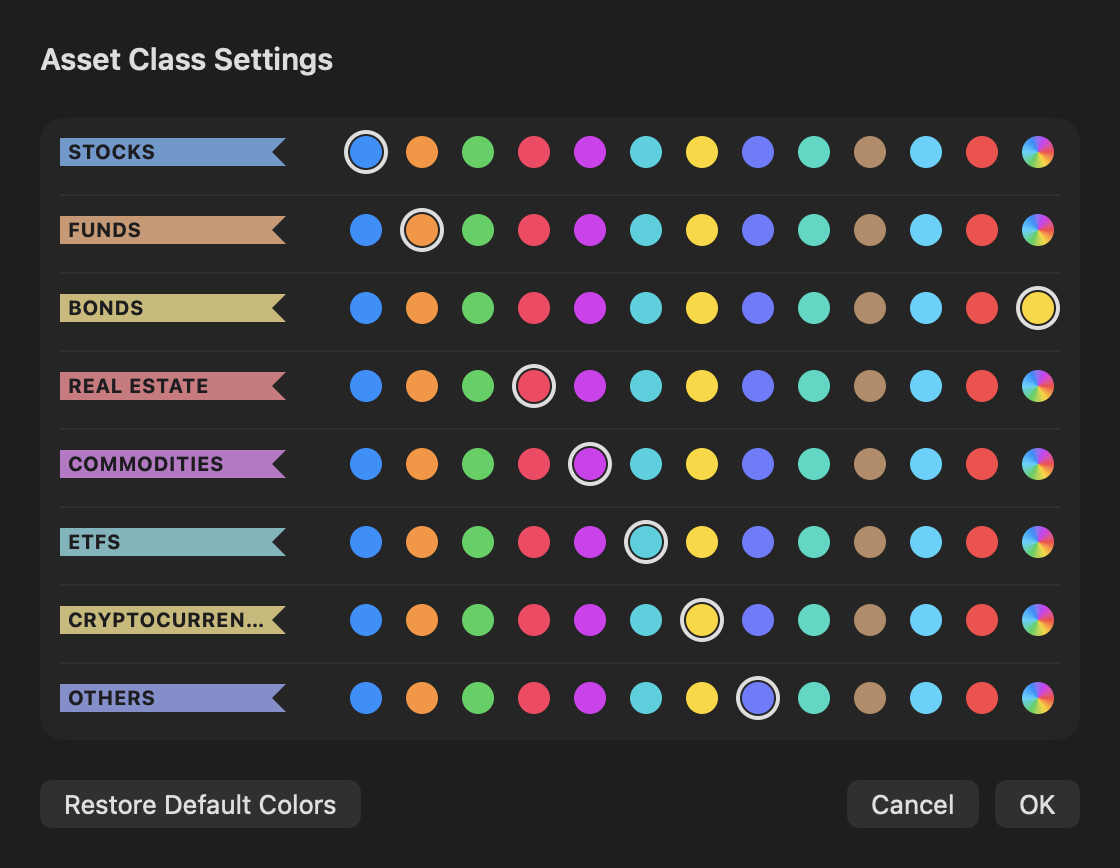 Asset Class Settings
STOCKS
FUNDS
BONDS
REAL ESTATE
COMMODITIES
ETFS
CRYPTOCURREN...
OTHERS
Restore Default Colors
Cancel
OK